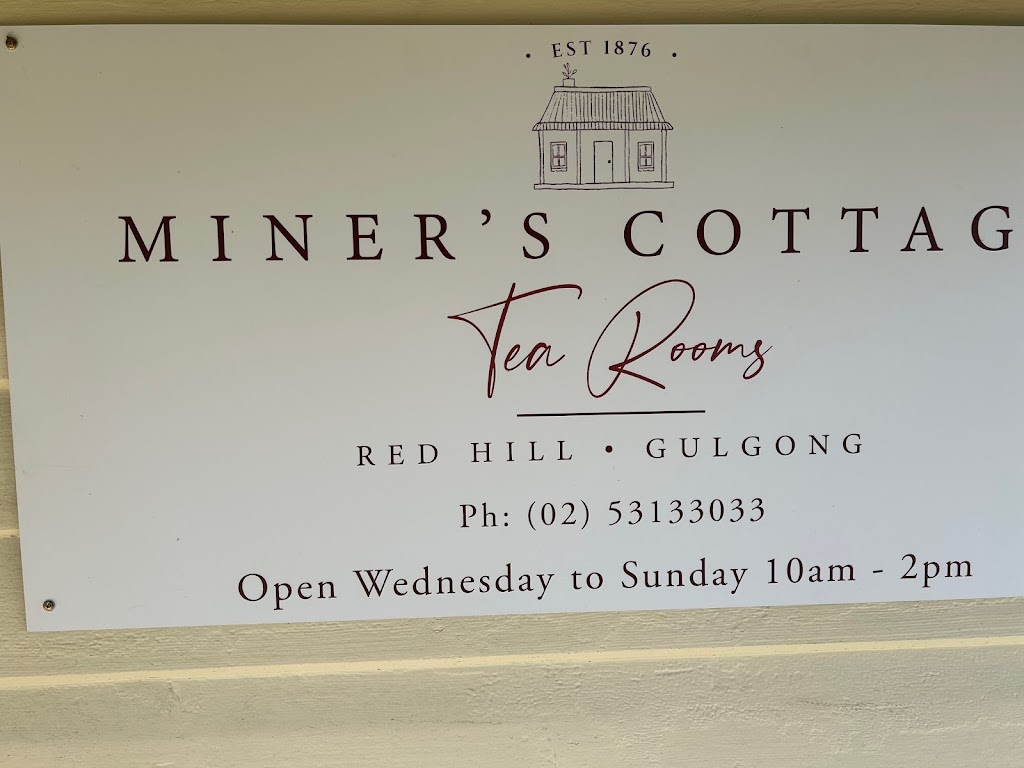 · EST 1876 ·
MINER'S COTTAG
Tea Rooms
RED HILL • GULGONG
Ph: (02) 53133033
Open Wednesday to Sunday 10am - 2pm